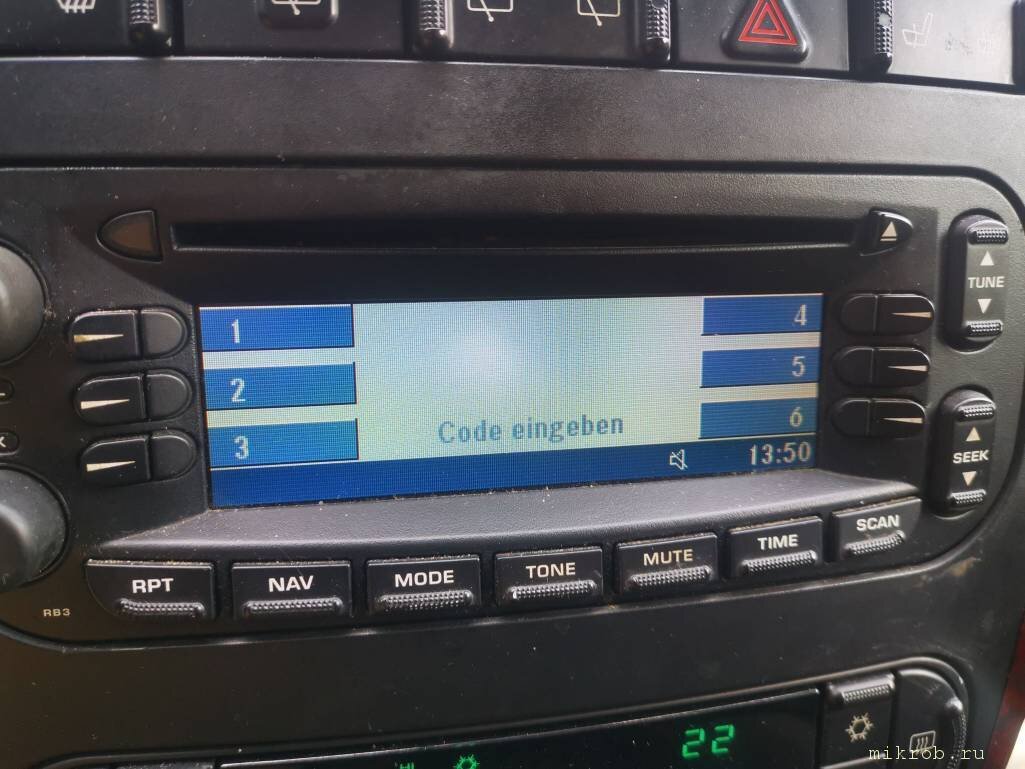 TUNE
1
4
2
5
3
Code eingeben
6
13:50
SEEK
RPT
NAV
MODE
TONE
MUTE
TIME
SCAN
RB3
22
mikrob.ru